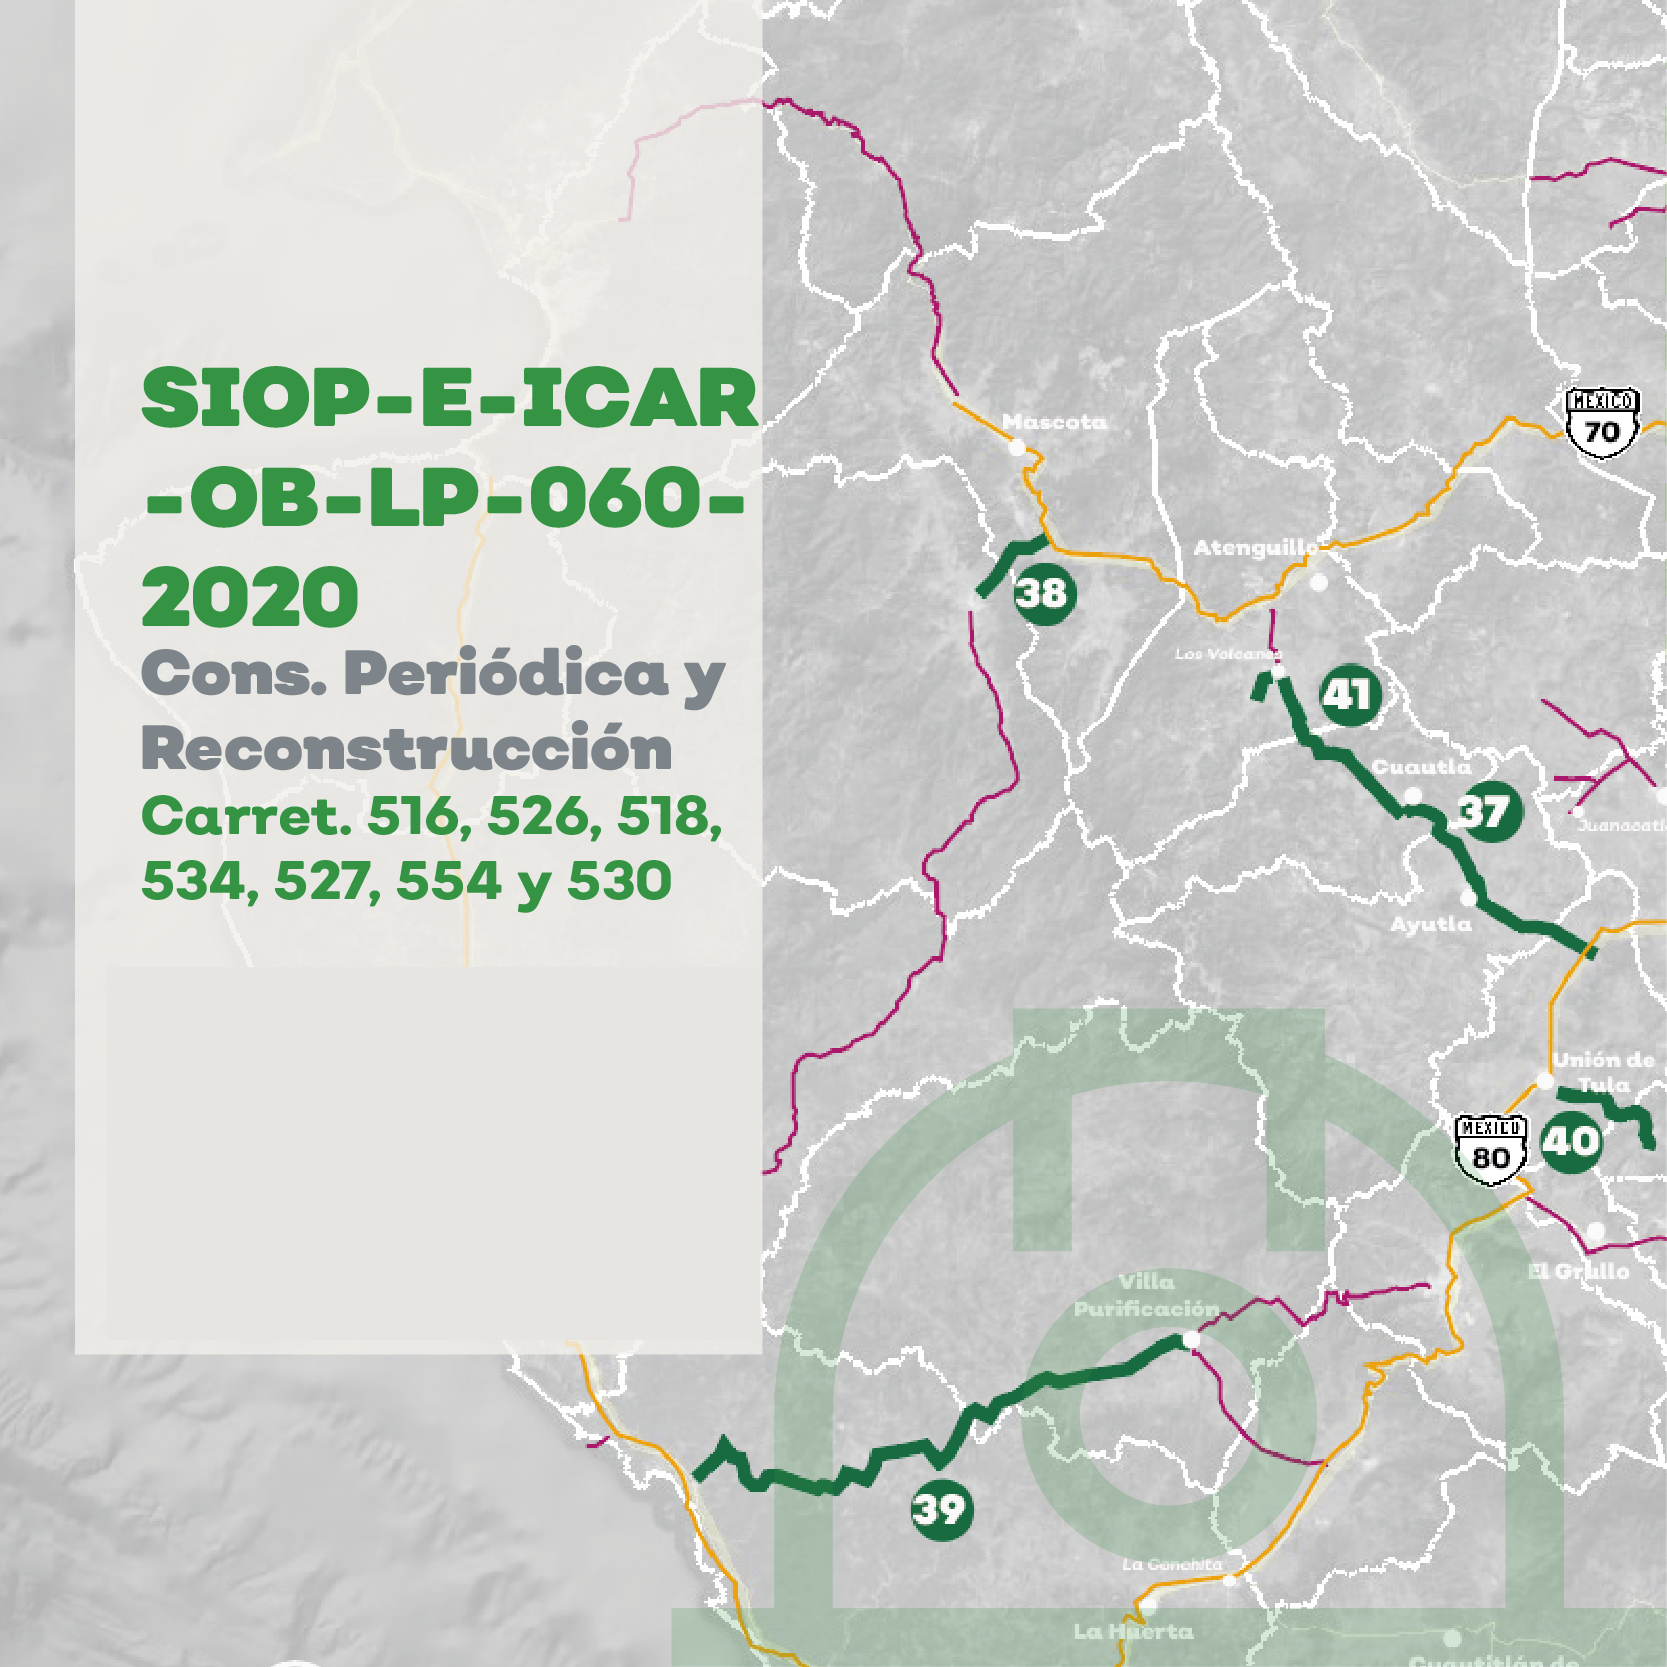 SIOP-E-ICAR
-OB-LP-060-
2020
Cons. Periódica y
Reconstrucción
Carret. 516, 526, 518,
534, 527, 554 y 530
Mascota
MEXICO
70
Atenguillo
38
Los Volcanes
41
Cuautla
37
Ayutla
Unión de
Tula
MEXICO
80
40
El Grullo
Villa
Purificación
39
La Conchita
La Huerta
Cuautitlán de